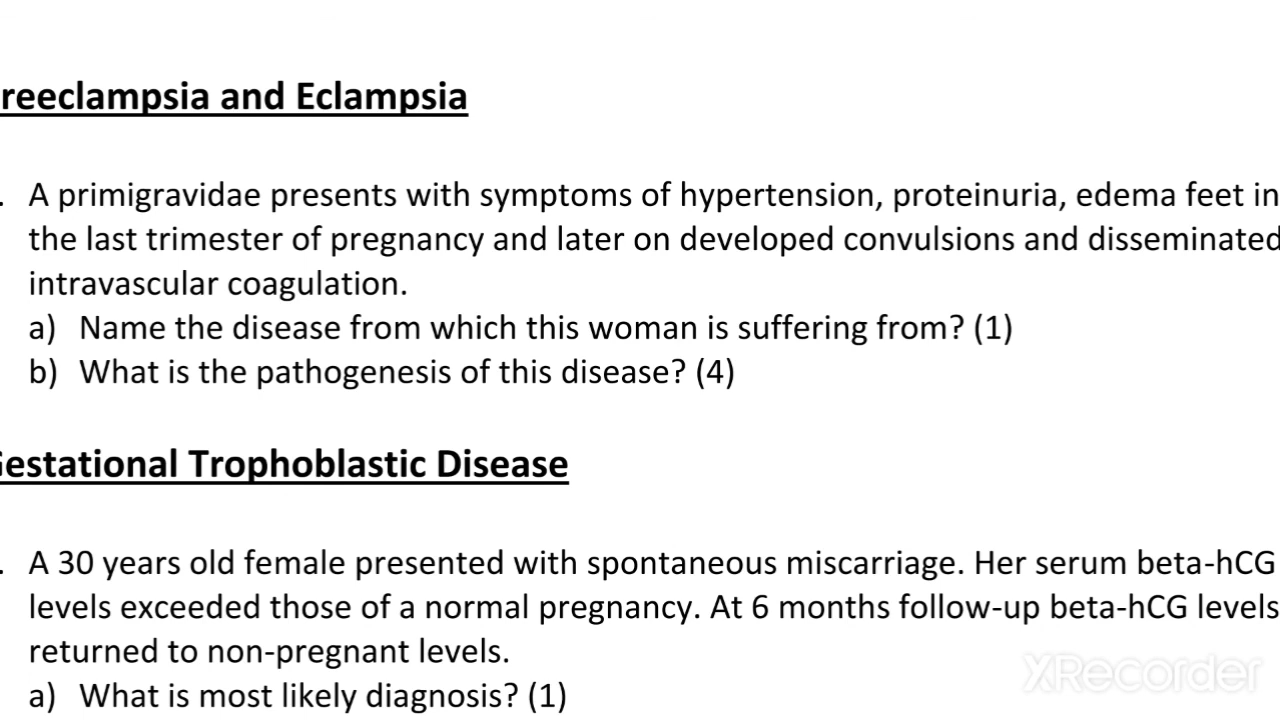 reeclampsia and Eclampsia
. A primigravidae presents with symptoms of hypertension, proteinuria, edema feet in
the last trimester of pregnancy and later on developed convulsions and disseminated
intravascular coagulation.
a) Name the disease from which this woman is suffering from? (1)
b) What is the pathogenesis of this disease? (4)
Gestational Trophoblastic Disease
. A 30 years old female presented with spontaneous miscarriage. Her serum beta-hCG
levels exceeded those of a normal pregnancy. At 6 months follow-up beta-hCG levels
returned to non-pregnant levels.
a) What is most likely diagnosis? (1)
XRecorder